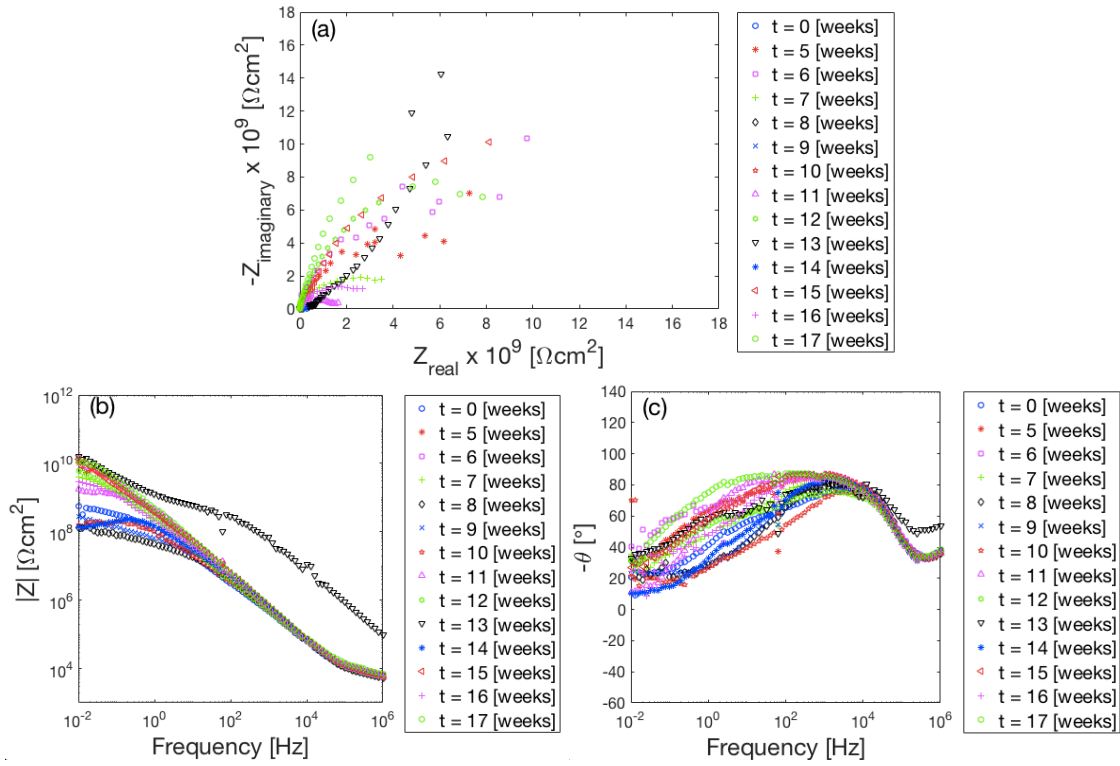 (a)
18
16
14
12
10
8
6
4
2
0
-Z_imaginary x 10^9 [Ωcm^2]
0 2 4 6 8 10 12 14 16 18
Z_real x 10^9 [Ωcm^2]
t = 0 [weeks]
t = 5 [weeks]
t = 6 [weeks]
t = 7 [weeks]
t = 8 [weeks]
t = 9 [weeks]
t = 10 [weeks]
t = 11 [weeks]
t = 12 [weeks]
t = 13 [weeks]
t = 14 [weeks]
t = 15 [weeks]
t = 16 [weeks]
t = 17 [weeks]
(b)
10^12
10^10
10^8
10^6
10^4
|Z| [Ωcm^2]
10^-2 10^0 10^2 10^4 10^6
Frequency [Hz]
t = 0 [weeks]
t = 5 [weeks]
t = 6 [weeks]
t = 7 [weeks]
t = 8 [weeks]
t = 9 [weeks]
t = 10 [weeks]
t = 11 [weeks]
t = 12 [weeks]
t = 13 [weeks]
t = 14 [weeks]
t = 15 [weeks]
t = 16 [weeks]
t = 17 [weeks]
(c)
140
120
100
80
60
40
20
0
-20
-40
-60
-θ [°]
10^-2 10^0 10^2 10^4 10^6
Frequency [Hz]
t = 0 [weeks]
t = 5 [weeks]
t = 6 [weeks]
t = 7 [weeks]
t = 8 [weeks]
t = 9 [weeks]
t = 10 [weeks]
t = 11 [weeks]
t = 12 [weeks]
t = 13 [weeks]
t = 14 [weeks]
t = 15 [weeks]
t = 16 [weeks]
t = 17 [weeks]